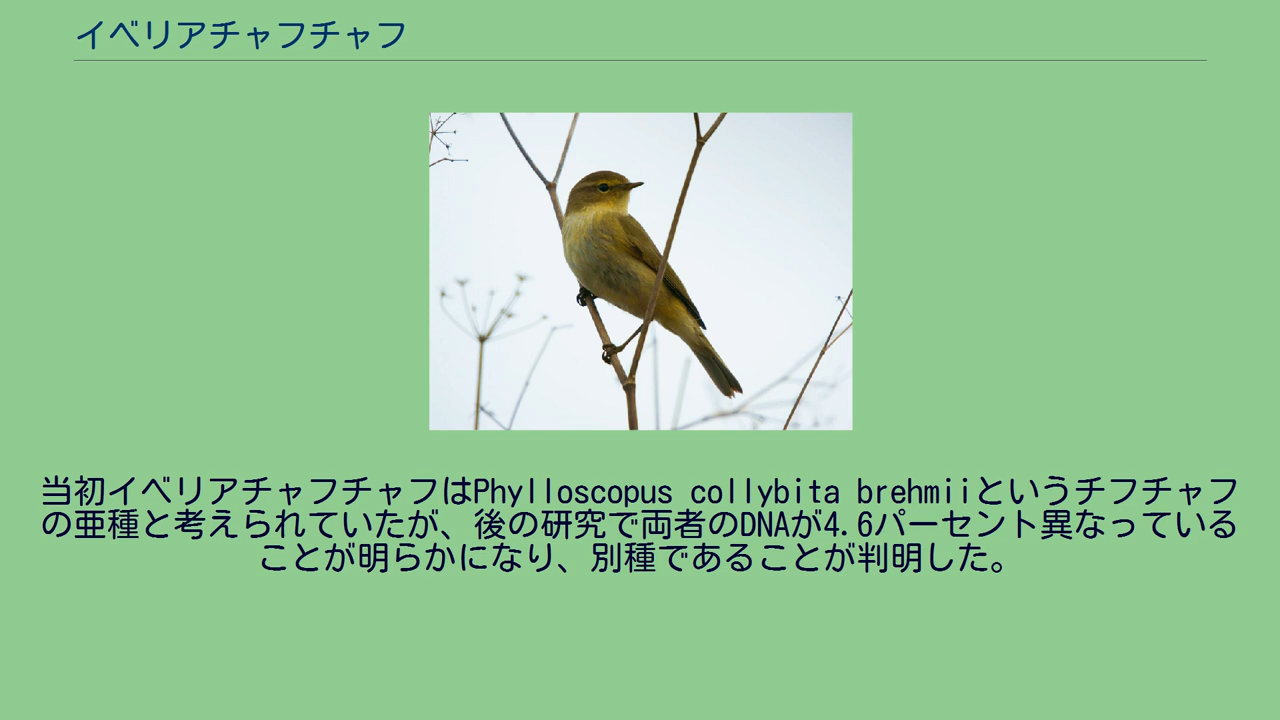 イベリアチャフチャフ
当初イベリアチャフチャフはPhylloscopus collybita brehmiiというチフチャフ
の亜種と考えられていたが、後の研究で両者のDNAが4.6パーセント異なっている
ことが明らかになり、別種であることが判明した。